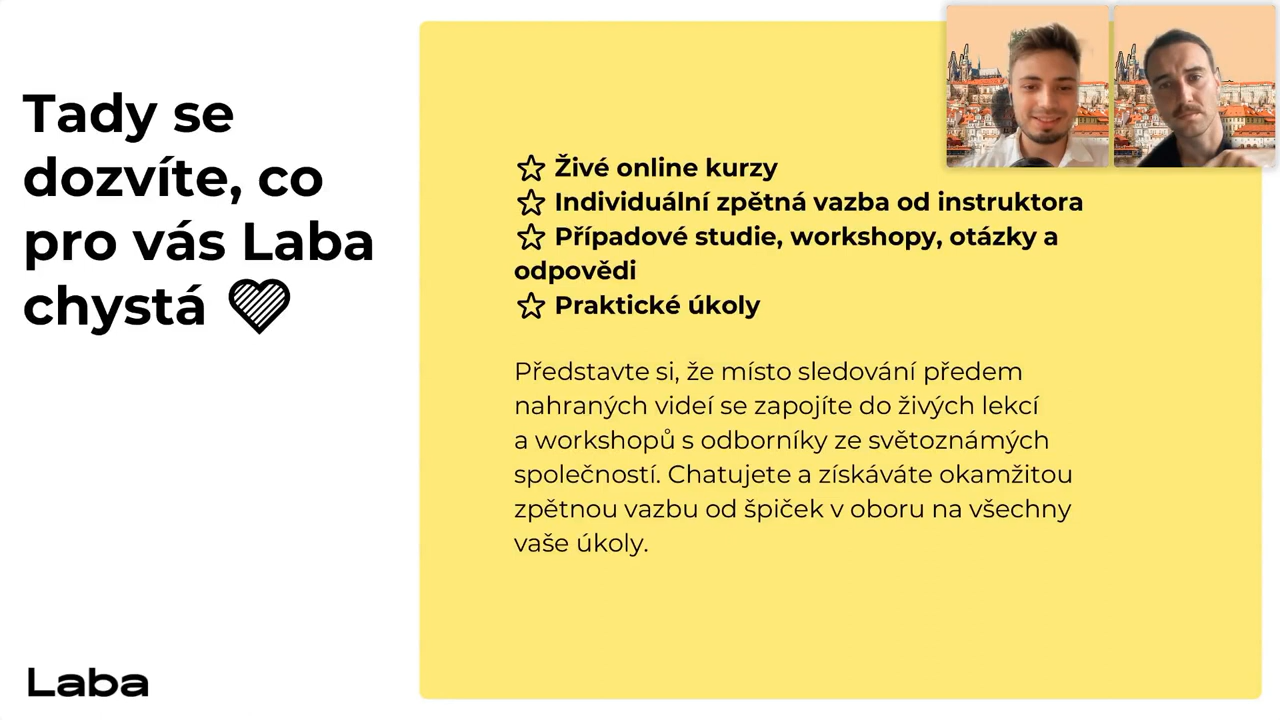 Tady se
dozvíte, co
pro vás Laba
chystá
Živé online kurzy
Individuální zpětná vazba od instruktora
Případové studie, workshopy, otázky a
odpovědi
Praktické úkoly
Představte si, že místo sledování předem
nahraných videí se zapojíte do živých lekcí
a workshopů s odborníky ze světoznámých
společností. Chatujete a získáváte okamžitou
zpětnou vazbu od špiček v oboru na všechny
vaše úkoly.
Laba